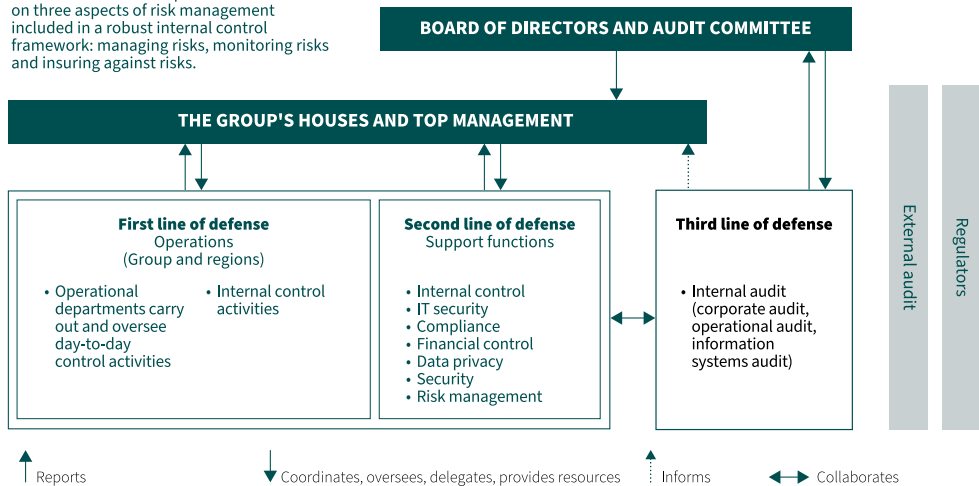 on three aspects of risk management
included in a robust internal control
framework: managing risks, monitoring risks
and insuring against risks.
BOARD OF DIRECTORS AND AUDIT COMMITTEE
THE GROUP'S HOUSES AND TOP MANAGEMENT
First line of defense
Operations
(Group and regions)
• Operational
departments carry
out and oversee
day-to-day
control activities
• Internal control
activities
Second line of defense
Support functions
• Internal control
• IT security
• Compliance
• Financial control
• Data privacy
• Security
• Risk management
Third line of defense
• Internal audit
(corporate audit,
operational audit,
information
systems audit)
External audit
Regulators
Reports
Coordinates, oversees, delegates, provides resources
Informs
Collaborates